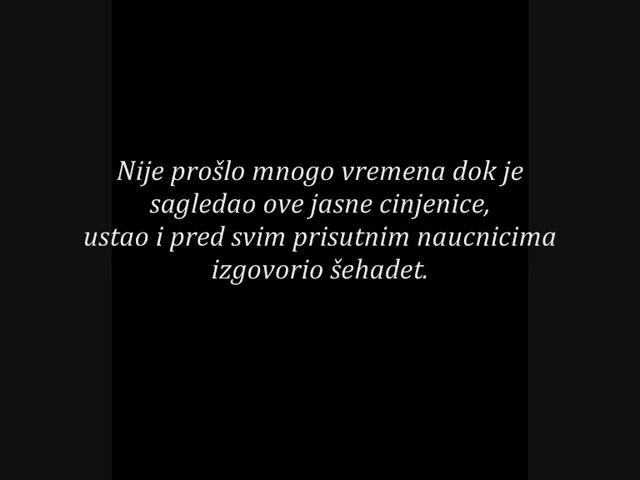 Nije prošlo mnogo vremena dok je
sagledao ove jasne cinjenice,
ustao i pred svim prisutnim naucnicima
izgovorio šehadet.